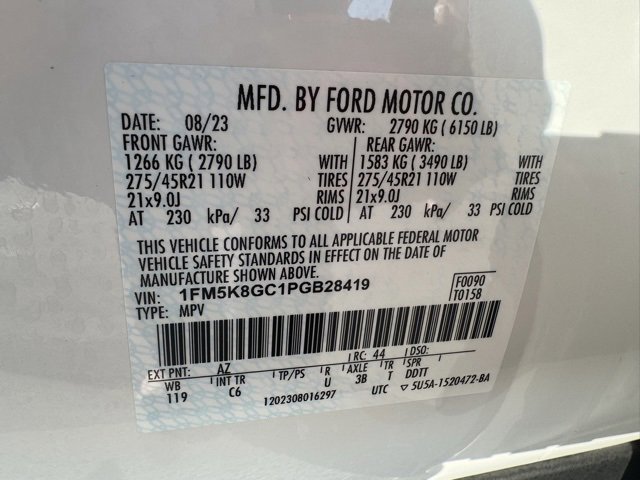 MFD. BY FORD MOTOR CO.
DATE: 08/23 GVWR: 2790 KG ( 6150 LB)
FRONT GAWR: REAR GAWR:
1266 KG ( 2790 LB) WITH 1583 KG ( 3490 LB) WITH
275/45R21 110W TIRES 275/45R21 110W TIRES
21x9.0J RIMS 21x9.0J RIMS
AT 230 kPa/ 33 PSI COLD AT 230 kPa/ 33 PSI COLD
THIS VEHICLE CONFORMS TO ALL APPLICABLE FEDERAL MOTOR
VEHICLE SAFETY STANDARDS IN EFFECT ON THE DATE OF
MANUFACTURE SHOWN ABOVE.
VIN: 1FM5K8GC1PGB28419 F0090
TYPE: MPV T0158
EXT PNT: AZ RC: 44 DSO:
WB INT TR TP/PS R AXLE TR SPR
119 C6 U 3B T DDTT
1202308016297 UTC ▽ 5U5A-1520472-BA